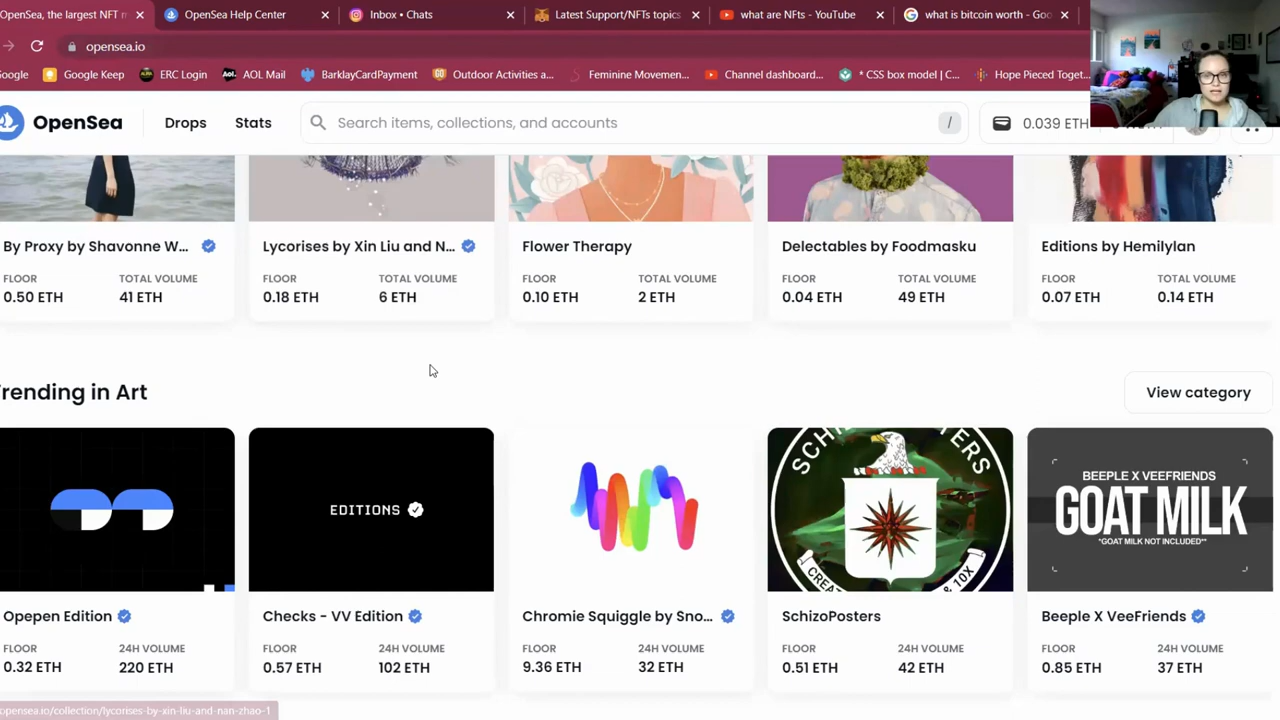 OpenSea, the largest NFT
OpenSea Help Center
Inbox • Chats
Latest Support/NFTs topics
what are NFts - YouTube
what is bitcoin worth - Goo
opensea.io
Google
Google Keep
ERC Login
AOL Mail
BarklayCardPayment
Outdoor Activities a...
Feminine Movemen...
Channel dashboard...
* CSS box model | C...
Hope Pieced Toget...
OpenSea
Drops
Stats
Search items, collections, and accounts
/
0.039 ETH
By Proxy by Shavonne W...
Lycorises by Xin Liu and N...
Flower Therapy
Delectables by Foodmasku
Editions by Hemilylan
FLOOR TOTAL VOLUME
0.50 ETH 41 ETH
FLOOR TOTAL VOLUME
0.18 ETH 6 ETH
FLOOR TOTAL VOLUME
0.10 ETH 2 ETH
FLOOR TOTAL VOLUME
0.04 ETH 49 ETH
FLOOR TOTAL VOLUME
0.07 ETH 0.14 ETH
Trending in Art
View category
EDITIONS
BEEPLE X VEEFRIENDS
GOAT MILK
*GOAT MILK NOT INCLUDED*
Opepen Edition
Checks - VV Edition
Chromie Squiggle by Sno...
SchizoPosters
Beeple X VeeFriends
FLOOR 24H VOLUME
0.32 ETH 220 ETH
FLOOR 24H VOLUME
0.57 ETH 102 ETH
FLOOR 24H VOLUME
9.36 ETH 32 ETH
FLOOR 24H VOLUME
0.51 ETH 42 ETH
FLOOR 24H VOLUME
0.85 ETH 37 ETH
opensea.io/collection/lycorises-by-xin-liu-and-nan-zhao-1